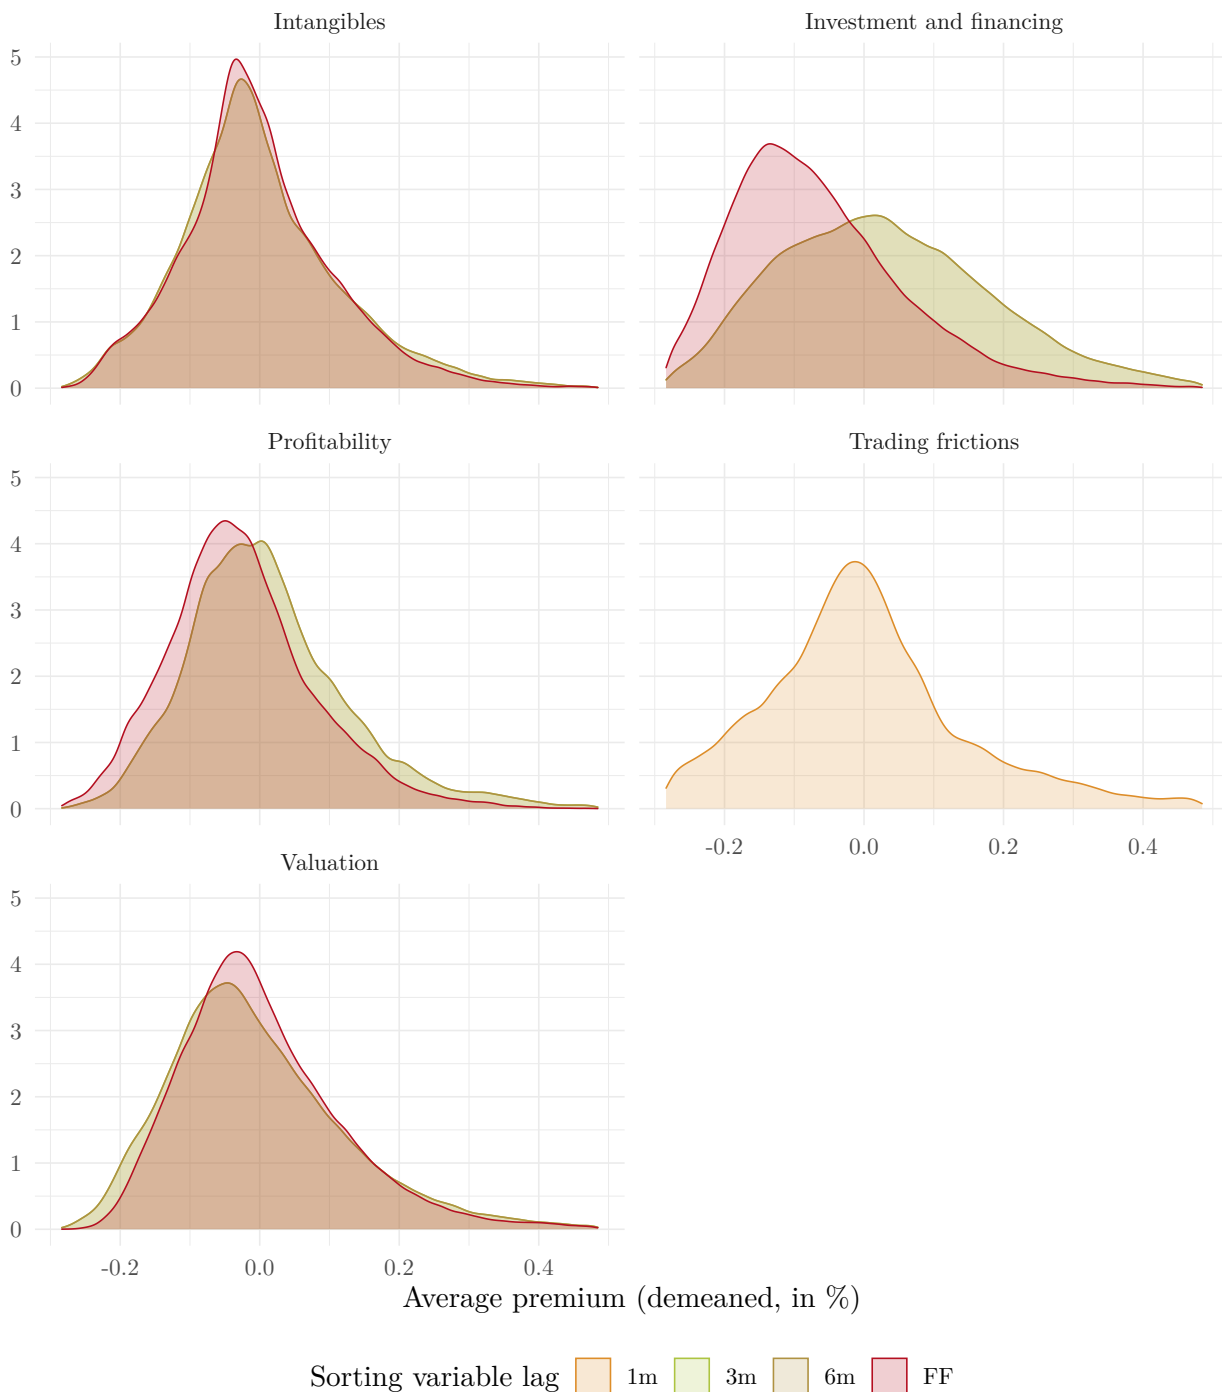 Intangibles
Investment and financing
5
4
3
2
1
0
Profitability
Trading frictions
5
4
3
2
1
0
-0.2 0.0 0.2 0.4
Valuation
5
4
3
2
1
0
-0.2 0.0 0.2 0.4
Average premium (demeaned, in %)
Sorting variable lag 1m 3m 6m FF